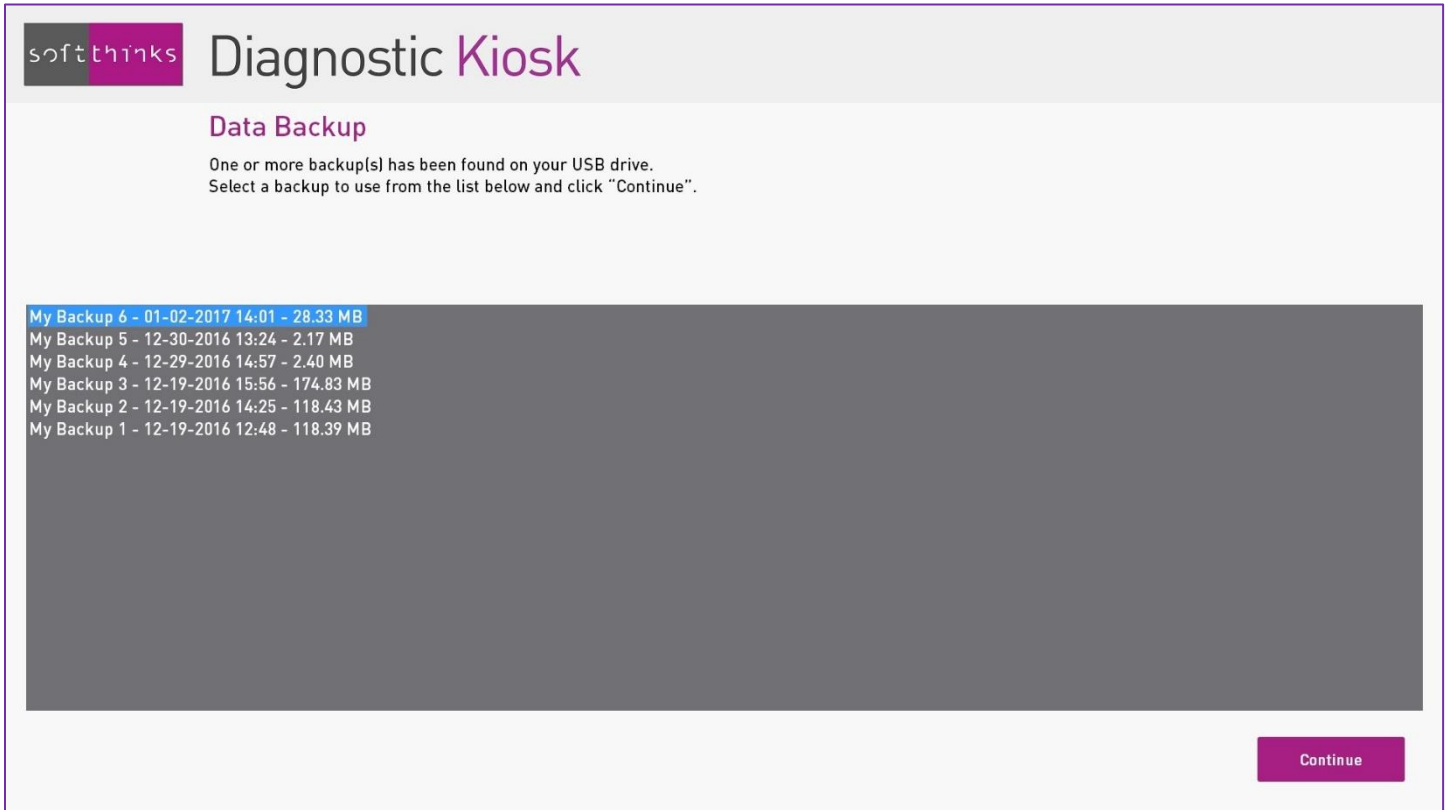 softthinks
Diagnostic Kiosk
Data Backup
One or more backup(s) has been found on your USB drive.
Select a backup to use from the list below and click “Continue”.
My Backup 6 - 01-02-2017 14:01 - 28.33 MB
My Backup 5 - 12-30-2016 13:24 - 2.17 MB
My Backup 4 - 12-29-2016 14:57 - 2.40 MB
My Backup 3 - 12-19-2016 15:56 - 174.83 MB
My Backup 2 - 12-19-2016 14:25 - 118.43 MB
My Backup 1 - 12-19-2016 12:48 - 118.39 MB
Continue